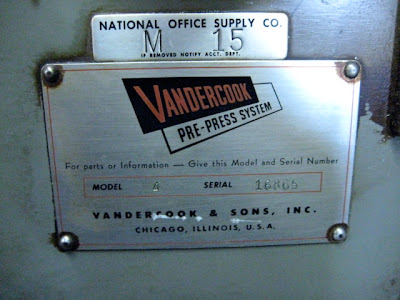 NATIONAL OFFICE SUPPLY CO.
M 15
IF REMOVED NOTIFY ACCT. DEPT.
VANDERCOOK
PRE-PRESS SYSTEM
For parts or Information — Give this Model and Serial Number
MODEL 4 SERIAL
VANDERCOOK & SONS, INC.
CHICAGO, ILLINOIS, U.S.A.